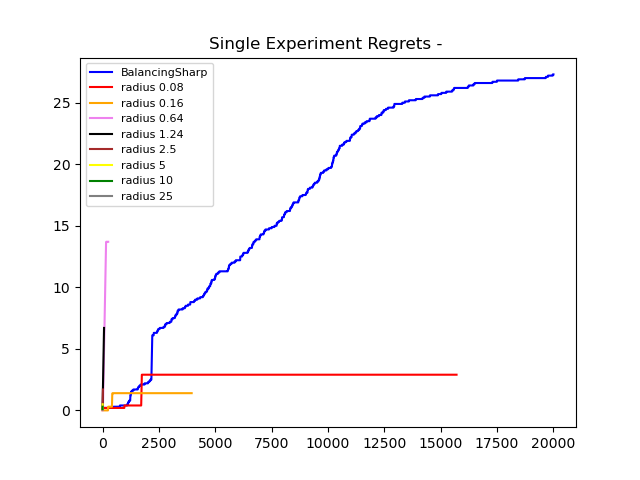 Single Experiment Regrets -
BalancingSharp
radius 0.08
radius 0.16
radius 0.64
radius 1.24
radius 2.5
radius 5
radius 10
radius 25
25
20
15
10
5
0
0 2500 5000 7500 10000 12500 15000 17500 20000